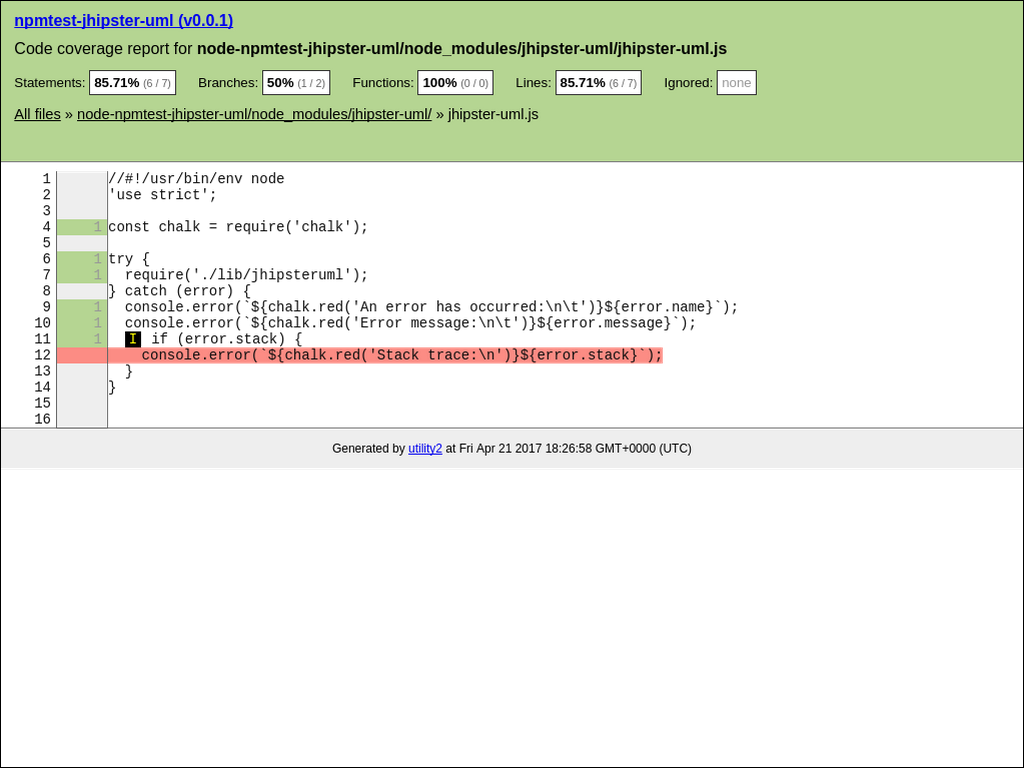 npmtest-jhipster-uml (v0.0.1)
Code coverage report for node-npmtest-jhipster-uml/node_modules/jhipster-uml/jhipster-uml.js
Statements: 85.71% (6 / 7) Branches: 50% (1 / 2) Functions: 100% (0 / 0) Lines: 85.71% (6 / 7) Ignored: none
All files » node-npmtest-jhipster-uml/node_modules/jhipster-uml/ » jhipster-uml.js
1 //#!/usr/bin/env node
2 'use strict';
3
4 1 const chalk = require('chalk');
5
6 1 try {
7 1   require('./lib/jhipsteruml');
8 } catch (error) {
9 1   console.error(`${chalk.red('An error has occurred:\n\t')}${error.name}`);
10 1   console.error(`${chalk.red('Error message:\n\t')}${error.message}`);
11 1   I if (error.stack) {
12     console.error(`${chalk.red('Stack trace:\n')}${error.stack}`);
13   }
14 }
15
16
Generated by utility2 at Fri Apr 21 2017 18:26:58 GMT+0000 (UTC)